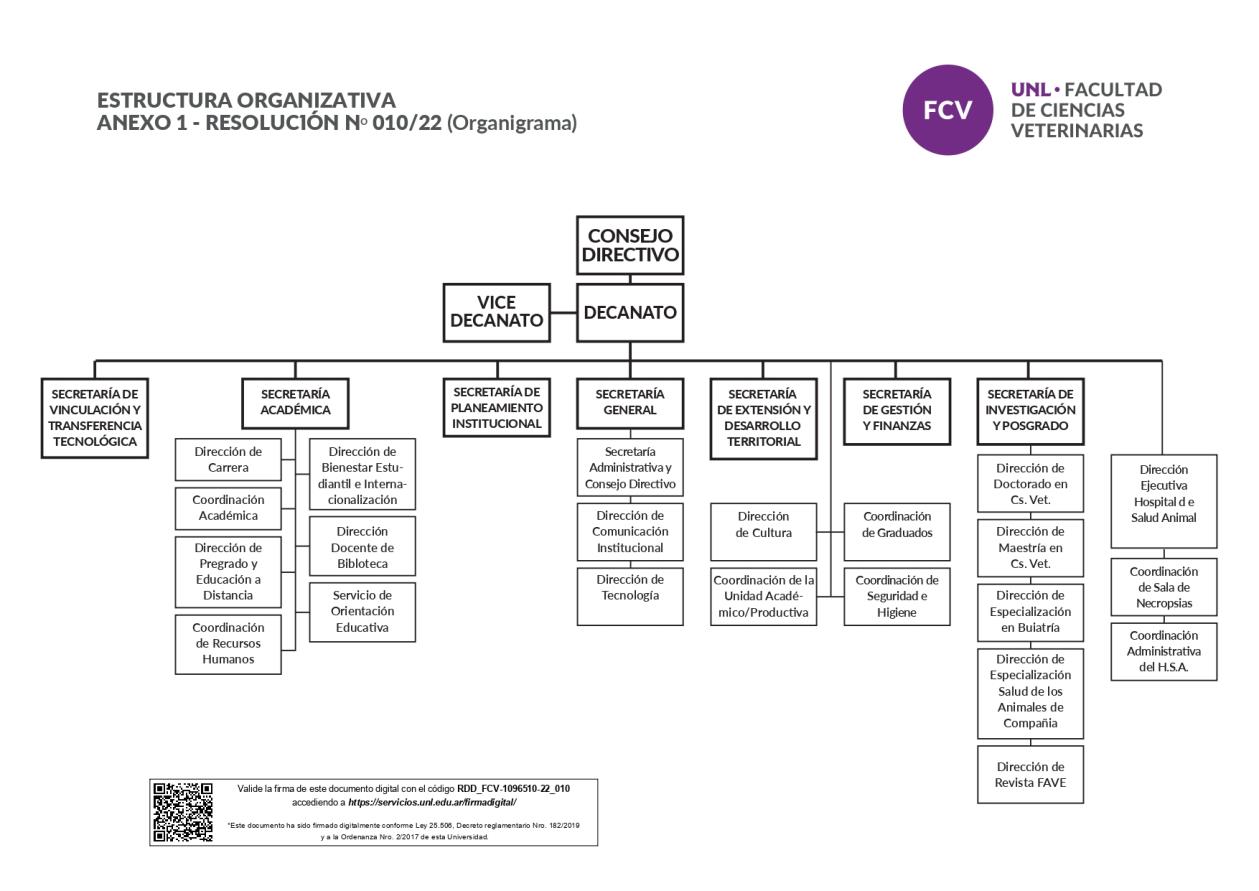 ESTRUCTURA ORGANIZATIVA
ANEXO 1 - RESOLUCIÓN Nº 010/22 (Organigrama)
FCV
UNL • FACULTAD
DE CIENCIAS
VETERINARIAS
CONSEJO
DIRECTIVO
VICE
DECANATO
DECANATO
SECRETARÍA DE
VINCULACIÓN Y
TRANSFERENCIA
TECNOLÓGICA
SECRETARÍA
ACADÉMICA
SECRETARÍA DE
PLANEAMIENTO
INSTITUCIONAL
SECRETARÍA
GENERAL
SECRETARÍA
DE EXTENSIÓN Y
DESARROLLO
TERRITORIAL
SECRETARÍA
DE GESTIÓN
Y FINANZAS
SECRETARÍA DE
INVESTIGACIÓN
Y POSGRADO
Dirección de
Carrera
Coordinación
Académica
Dirección de
Pregrado y
Educación a
Distancia
Coordinación
de Recursos
Humanos
Dirección de
Bienestar Estu-
diantil e Interna-
cionalización
Dirección
Docente de
Bibloteca
Servicio de
Orientación
Educativa
Secretaría
Administrativa y
Consejo Directivo
Dirección de
Comunicación
Institucional
Dirección de
Tecnología
Dirección
de Cultura
Coordinación de la
Unidad Acadé-
mico/Productiva
Coordinación
de Graduados
Coordinación de
Seguridad e
Higiene
Dirección de
Doctorado en
Cs. Vet.
Dirección de
Maestría en
Cs. Vet.
Dirección de
Especialización
en Buiatría
Dirección de
Especialización
Salud de los
Animales de
Compañia
Dirección de
Revista FAVE
Dirección
Ejecutiva
Hospital d e
Salud Animal
Coordinación
de Sala de
Necropsias
Coordinación
Administrativa
del H.S.A.
Valide la firma de este documento digital con el código RDD_FCV-1096510-22_010
accediendo a https://servicios.unl.edu.ar/firmadigital/
*Este documento ha sido firmado digitalmente conforme Ley 25.506, Decreto reglamentario Nro. 182/2019
y a la Ordenanza Nro. 2/2017 de esta Universidad.